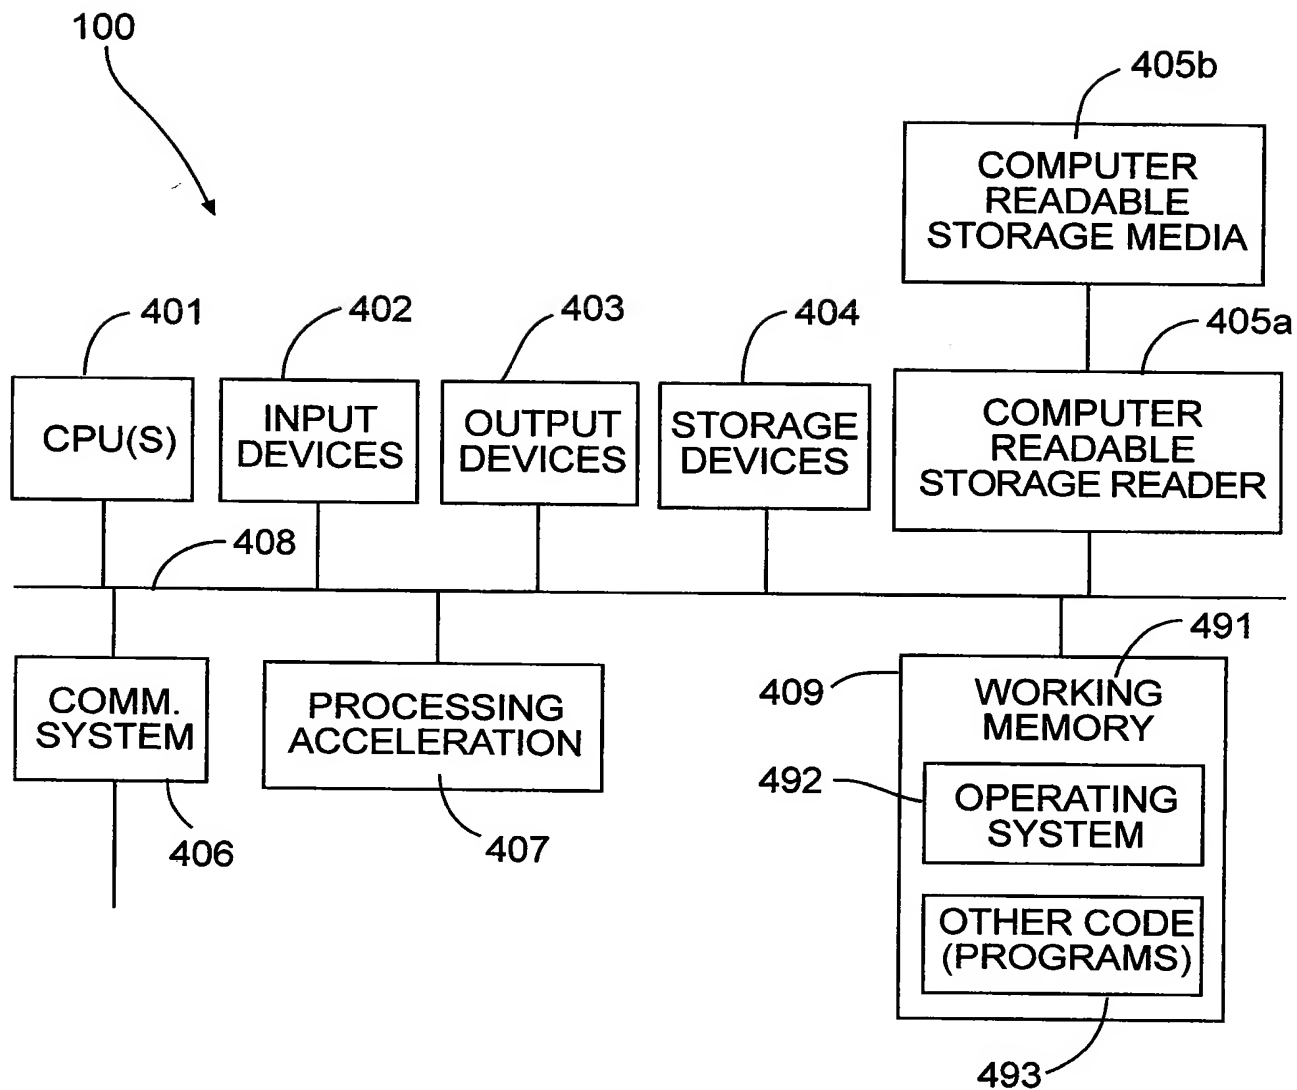 100
405b
COMPUTER
READABLE
STORAGE MEDIA
401
402
403
404
405a
CPU(S)
INPUT
DEVICES
OUTPUT
DEVICES
STORAGE
DEVICES
COMPUTER
READABLE
STORAGE READER
408
491
COMM.
SYSTEM
PROCESSING
ACCELERATION
409
WORKING
MEMORY
492
OPERATING
SYSTEM
406
407
OTHER CODE
(PROGRAMS)
493